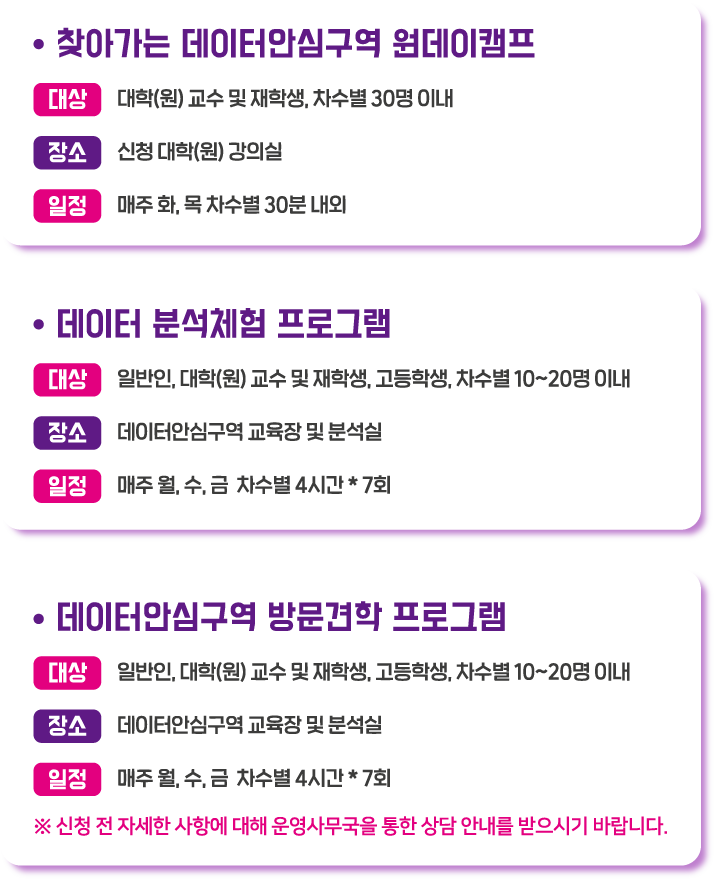 • 찾아가는 데이터안심구역 원데이캠프
대상 대학(원) 교수 및 재학생, 차수별 30명 이내
장소 신청 대학(원) 강의실
일정 매주 화, 목 차수별 30분 내외
• 데이터 분석체험 프로그램
대상 일반인, 대학(원) 교수 및 재학생, 고등학생, 차수별 10~20명 이내
장소 데이터안심구역 교육장 및 분석실
일정 매주 월, 수, 금 차수별 4시간 * 7회
• 데이터안심구역 방문견학 프로그램
대상 일반인, 대학(원) 교수 및 재학생, 고등학생, 차수별 10~20명 이내
장소 데이터안심구역 교육장 및 분석실
일정 매주 월, 수, 금 차수별 4시간 * 7회
※ 신청 전 자세한 사항에 대해 운영사무국을 통한 상담 안내를 받으시기 바랍니다.